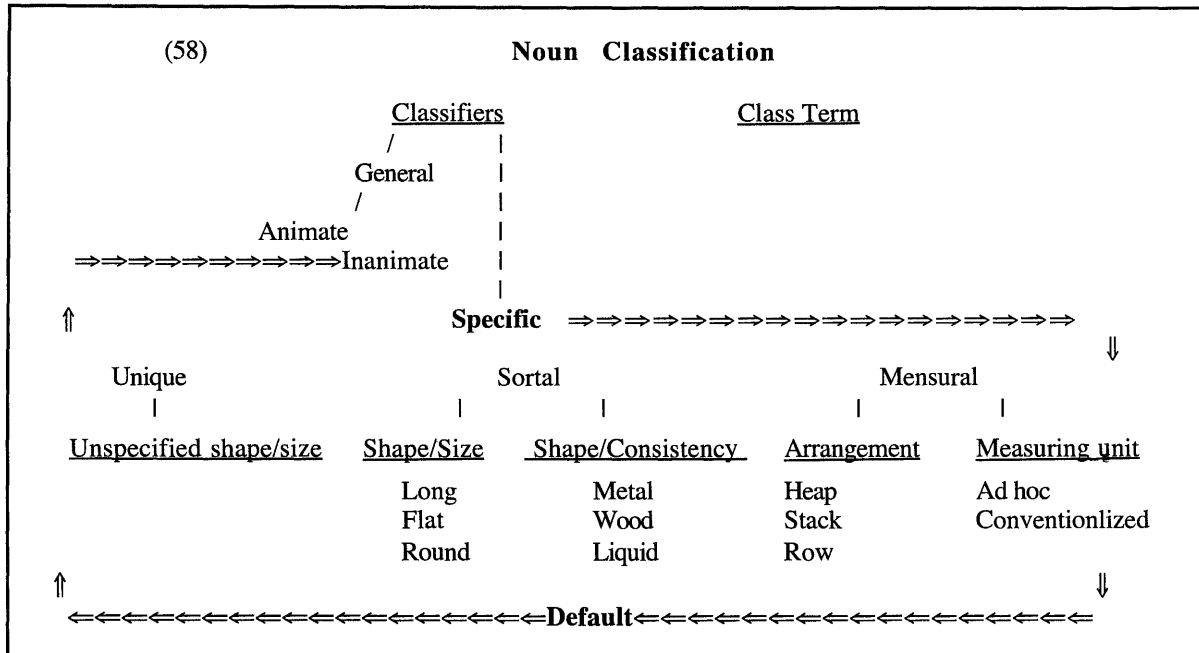 (58) Noun Classification
Classifiers Class Term
/ |
General |
/ |
Animate |
⇒⇒⇒⇒⇒⇒⇒⇒⇒⇒Inanimate |
|
⇑ Specific ⇒⇒⇒⇒⇒⇒⇒⇒⇒⇒⇒⇒⇒⇒⇒⇒⇒⇒⇒
⇓
Unique Sortal Mensural
| | | | |
Unspecified shape/size Shape/Size Shape/Consistency Arrangement Measuring unit
Long Metal Heap Ad hoc
Flat Wood Stack Conventionlized
Round Liquid Row
⇑ ⇓
⇐⇐⇐⇐⇐⇐⇐⇐⇐⇐⇐⇐⇐⇐⇐⇐⇐⇐Default⇐⇐⇐⇐⇐⇐⇐⇐⇐⇐⇐⇐⇐⇐⇐⇐⇐